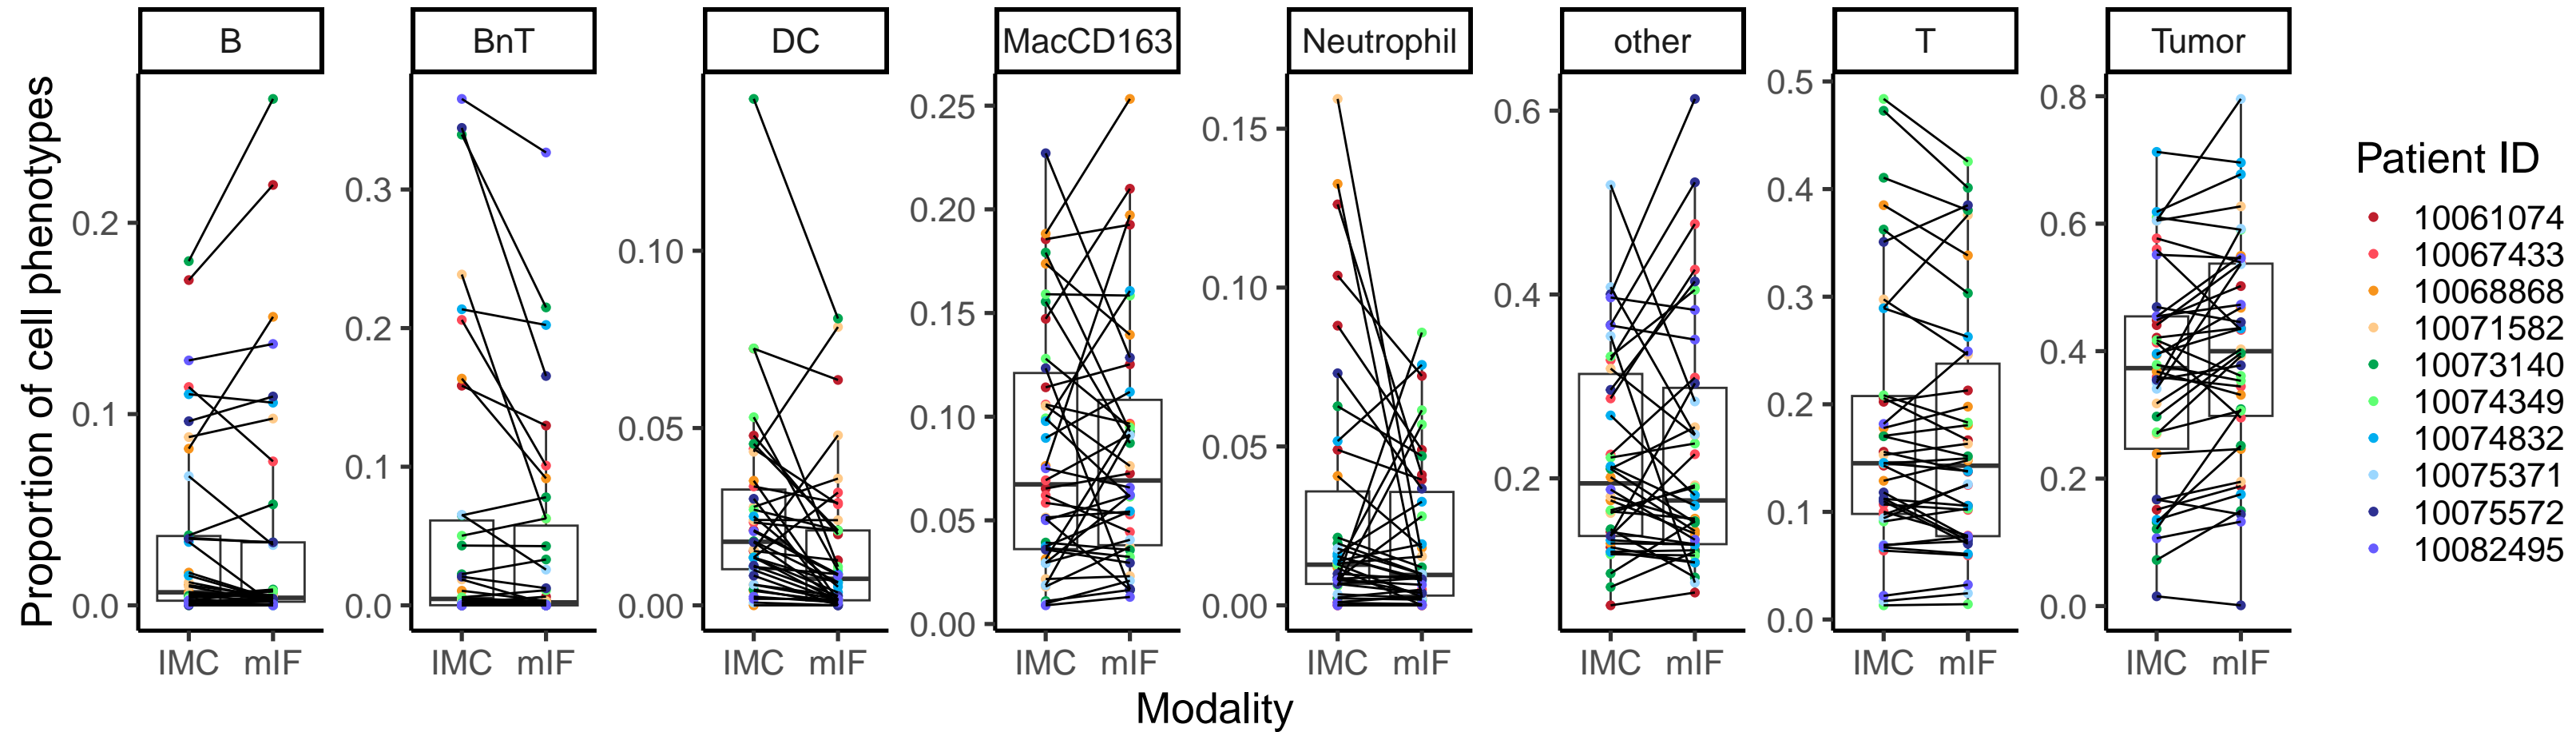 Proportion of cell phenotypes
B
0.2
0.1
0.0
IMC mIF
BnT
0.3
0.2
0.1
0.0
IMC mIF
DC
0.10
0.05
0.00
IMC mIF
MacCD163
0.25
0.20
0.15
0.10
0.05
0.00
IMC mIF
Neutrophil
0.15
0.10
0.05
0.00
IMC mIF
other
0.6
0.4
0.2
IMC mIF
T
0.5
0.4
0.3
0.2
0.1
0.0
IMC mIF
Tumor
0.8
0.6
0.4
0.2
0.0
IMC mIF
Modality
Patient ID
10061074
10067433
10068868
10071582
10073140
10074349
10074832
10075371
10075572
10082495